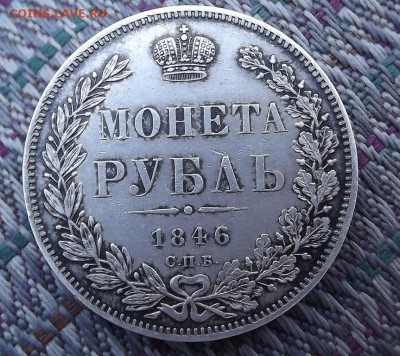 COINS.LAVE.RU
МОНЕТА
РУБЛЬ
1846
С.П.Б.